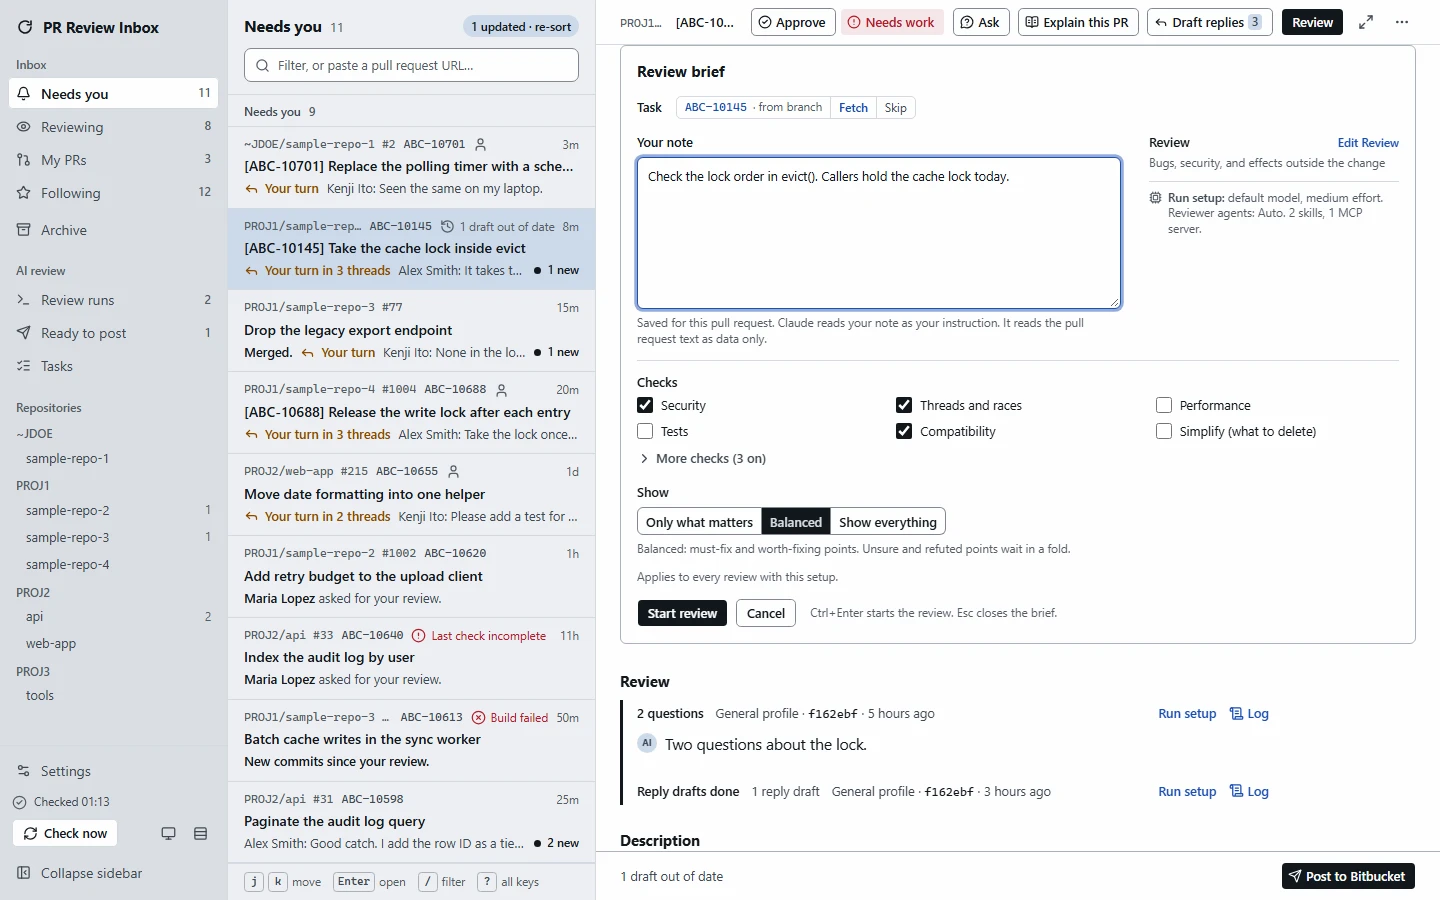 PR Review Inbox
Inbox
Needs you 11
Reviewing 8
My PRs 3
Following 12
Archive
AI review
Review runs 2
Ready to post 1
Tasks
Repositories
~JDOE
sample-repo-1
PROJ1
sample-repo-2 1
sample-repo-3 1
sample-repo-4
PROJ2
api 2
web-app
PROJ3
tools
Settings
Checked 01:13
Check now
Collapse sidebar
Needs you 11
1 updated · re-sort
Filter, or paste a pull request URL...
Needs you 9
~JDOE/sample-repo-1 #2 ABC-10701 3m
[ABC-10701] Replace the polling timer with a sche...
Your turn Kenji Ito: Seen the same on my laptop.
PROJ1/sample-rep... ABC-10145 1 draft out of date 8m
[ABC-10145] Take the cache lock inside evict
Your turn in 3 threads Alex Smith: It takes t... 1 new
PROJ1/sample-repo-3 #77 15m
Drop the legacy export endpoint
Merged. Your turn Kenji Ito: None in the lo... 1 new
PROJ1/sample-repo-4 #1004 ABC-10688 20m
[ABC-10688] Release the write lock after each entry
Your turn in 3 threads Alex Smith: Take the lock once...
PROJ2/web-app #215 ABC-10655 1d
Move date formatting into one helper
Your turn in 2 threads Kenji Ito: Please add a test for ...
PROJ1/sample-repo-2 #1002 ABC-10620 1h
Add retry budget to the upload client
Maria Lopez asked for your review.
PROJ2/api #33 ABC-10640 Last check incomplete 11h
Index the audit log by user
Maria Lopez asked for your review.
PROJ1/sample-repo-3 ... ABC-10613 Build failed 50m
Batch cache writes in the sync worker
New commits since your review.
PROJ2/api #31 ABC-10598 25m
Paginate the audit log query
Alex Smith: Good catch. I add the row ID as a tie... 2 new
j k move Enter open / filter ? all keys
PROJ1... [ABC-10... Approve Needs work Ask Explain this PR Draft replies 3 Review
Review brief
Task ABC-10145 · from branch Fetch Skip
Your note
Check the lock order in evict(). Callers hold the cache lock today.
Saved for this pull request. Claude reads your note as your instruction. It reads the pull
request text as data only.
Review Edit Review
Bugs, security, and effects outside the change
Run setup: default model, medium effort.
Reviewer agents: Auto. 2 skills, 1 MCP
server.
Checks
Security Threads and races Performance
Tests Compatibility Simplify (what to delete)
More checks (3 on)
Show
Only what matters Balanced Show everything
Balanced: must-fix and worth-fixing points. Unsure and refuted points wait in a fold.
Applies to every review with this setup.
Start review Cancel Ctrl+Enter starts the review. Esc closes the brief.
Review
2 questions General profile · f162ebf · 5 hours ago Run setup Log
AI Two questions about the lock.
Reply drafts done 1 reply draft General profile · f162ebf · 3 hours ago Run setup Log
Description
1 draft out of date Post to Bitbucket